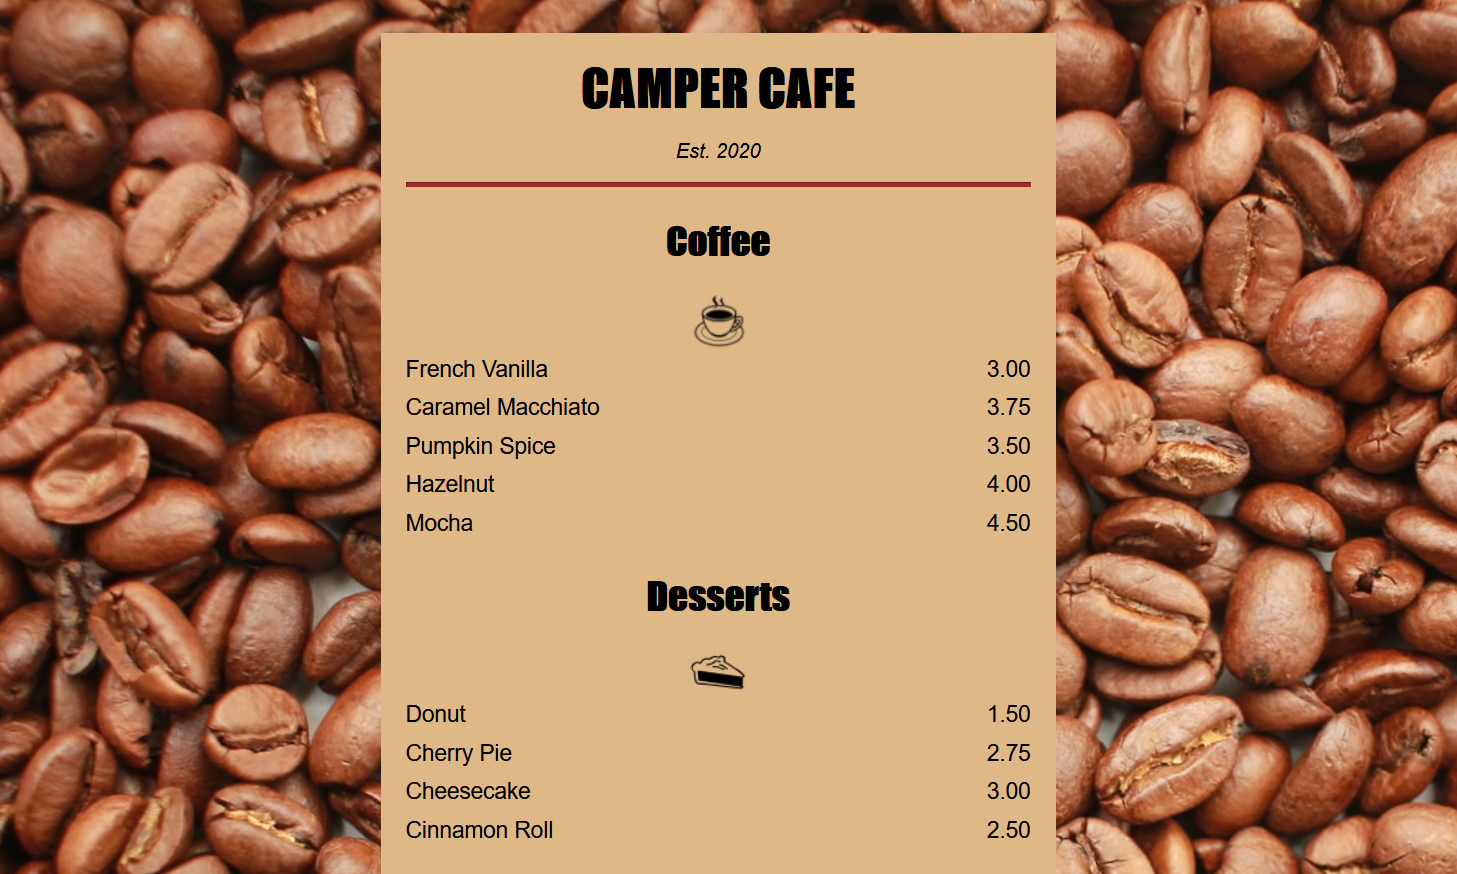 CAMPER CAFE
Est. 2020
Coffee
French Vanilla 3.00
Caramel Macchiato 3.75
Pumpkin Spice 3.50
Hazelnut 4.00
Mocha 4.50
Desserts
Donut 1.50
Cherry Pie 2.75
Cheesecake 3.00
Cinnamon Roll 2.50